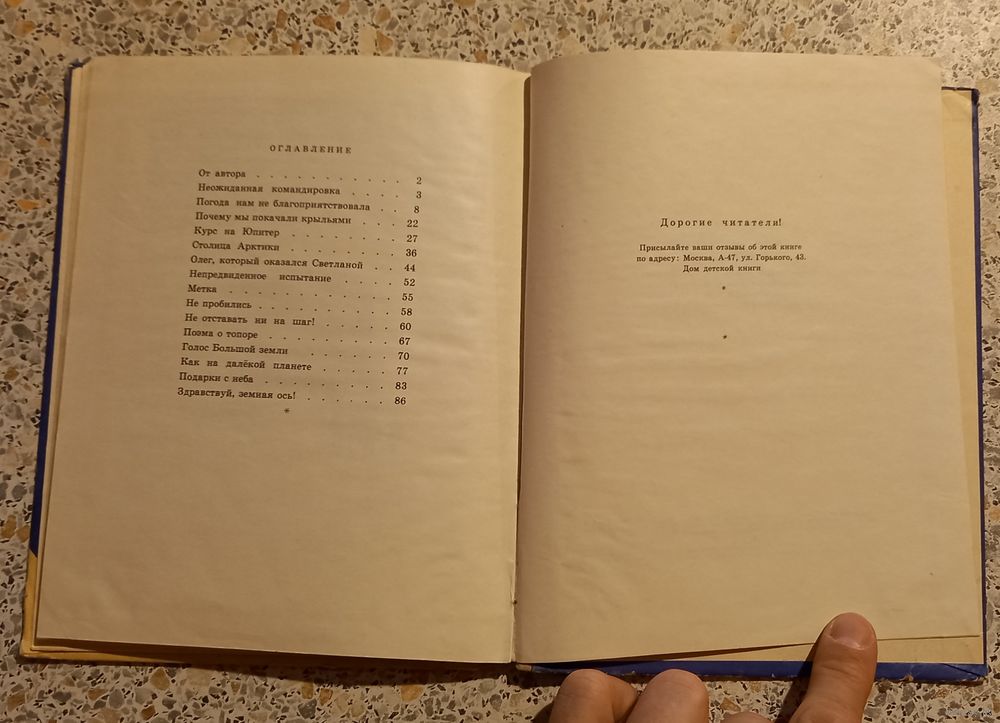 ОГЛАВЛЕНИЕ
От автора . . . . . . . . . . . 2
Неожиданная командировка . . . . 3
Погода нам не благоприятствовала . . 8
Почему мы покачали крыльями . . . 22
Курс на Юпитер . . . . . . . . . 27
Столица Арктики . . . . . . . . 36
Олег, который оказался Светланой . . 44
Непредвиденное испытание . . . . . 52
Метка . . . . . . . . . . . . . 55
Не пробились . . . . . . . . . . 58
Не отставать ни на шаг! . . . . . . 60
Поэма о топоре . . . . . . . . . 67
Голос Большой земли . . . . . . 70
Как на далёкой планете . . . . . . 77
Подарки с неба . . . . . . . . . 83
Здравствуй, земная ось! . . . . . . 86
*
Дорогие читатели!
Присылайте ваши отзывы об этой книге
по адресу: Москва, А-47, ул. Горького, 43.
Дом детской книги
*
*